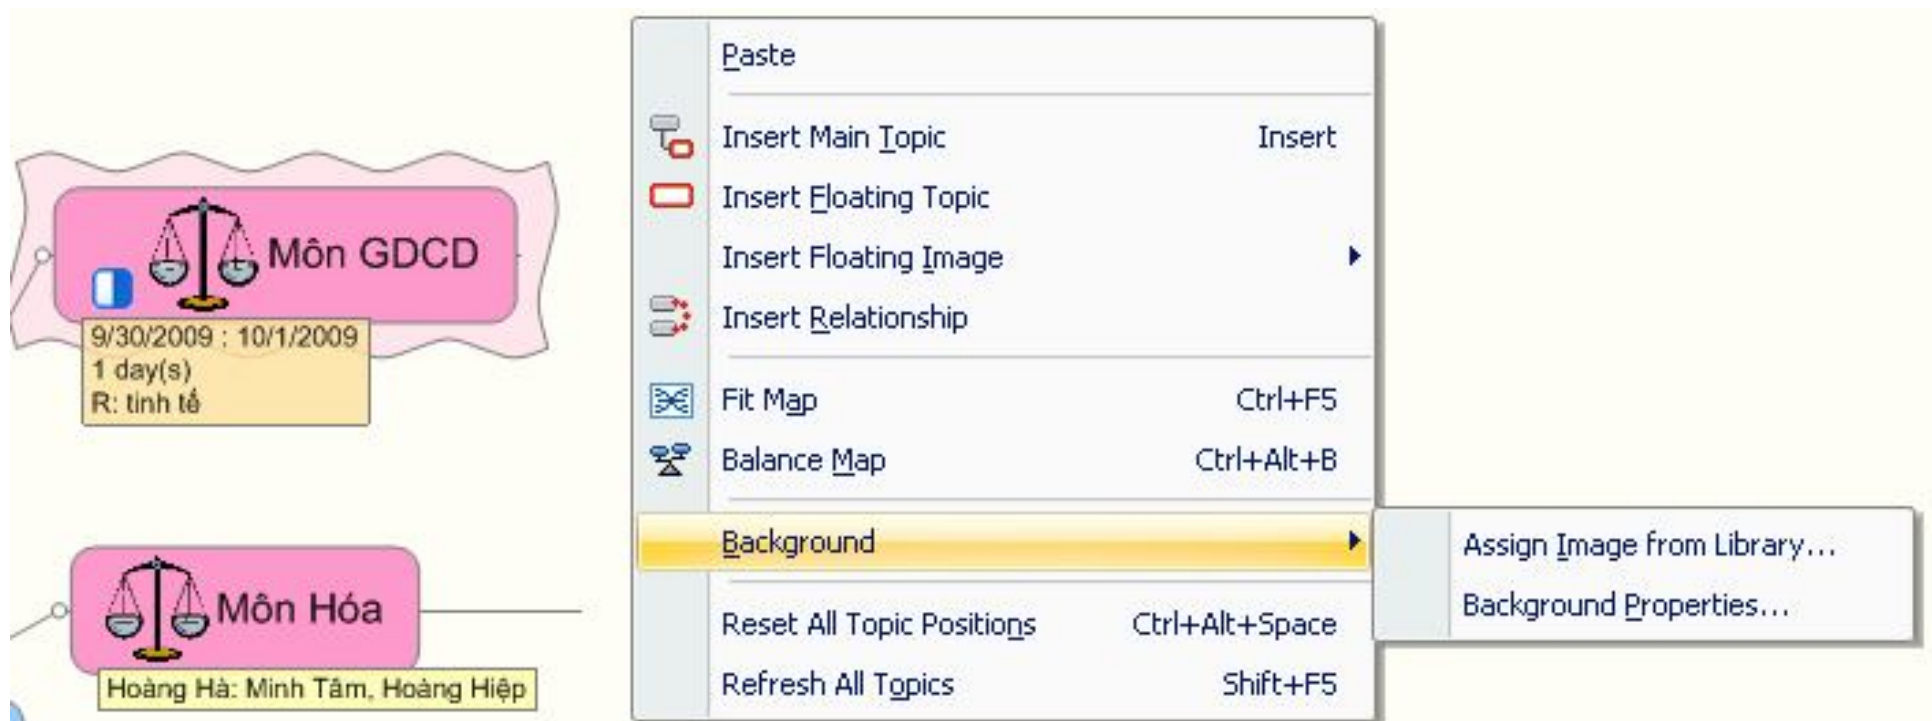 Môn GDCD
9/30/2009 : 10/1/2009
1 day(s)
R: tinh tế
Môn Hóa
Hoàng Hà: Minh Tâm, Hoàng Hiệp
Paste
Insert Main Topic Insert
Insert Floating Topic
Insert Floating Image
Insert Relationship
Fit Map Ctrl+F5
Balance Map Ctrl+Alt+B
Background
Reset All Topic Positions Ctrl+Alt+Space
Refresh All Topics Shift+F5
Assign Image from Library...
Background Properties...